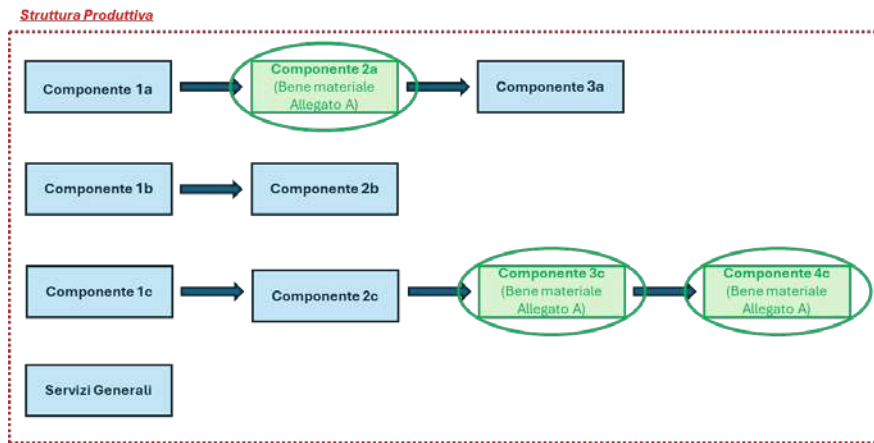 Struttura Produttiva
Componente 1a
Componente 2a
(Bene materiale
Allegato A)
Componente 3a
Componente 1b
Componente 2b
Componente 1c
Componente 2c
Componente 3c
(Bene materiale
Allegato A)
Componente 4c
(Bene materiale
Allegato A)
Servizi Generali